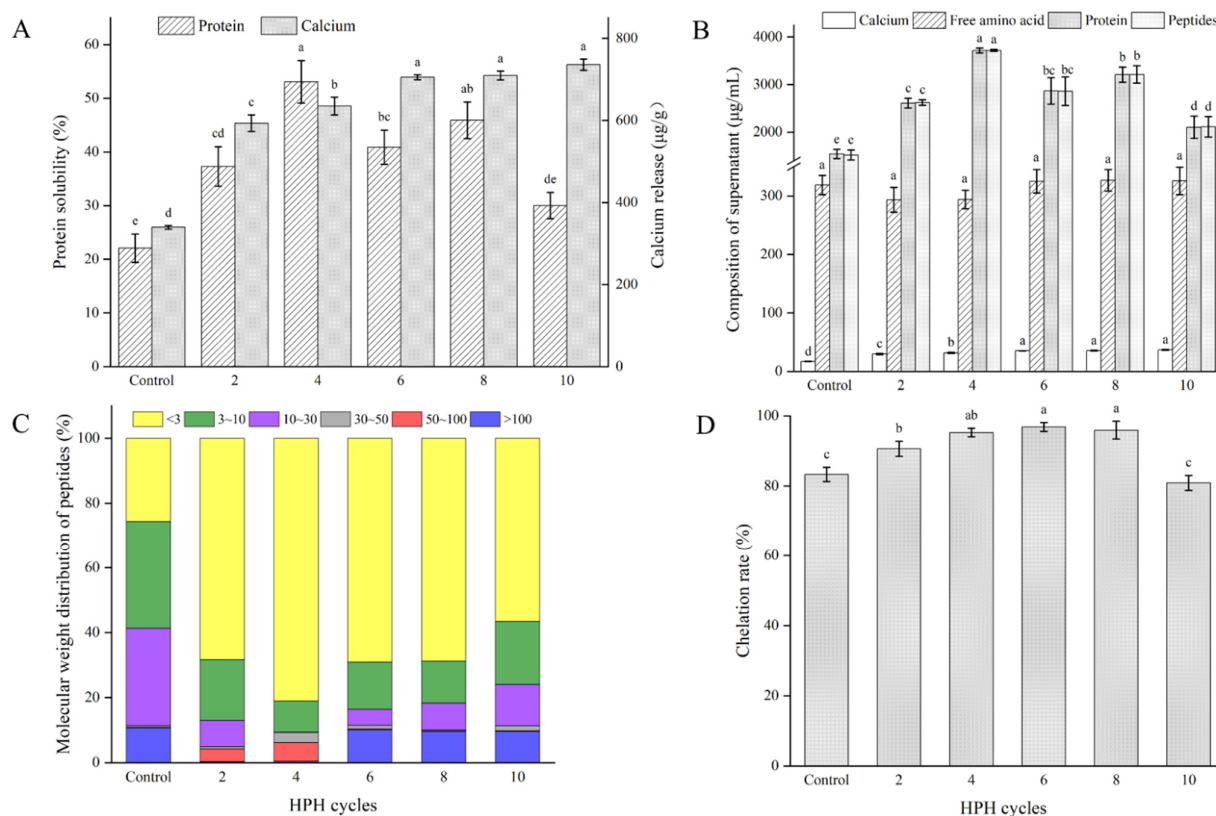 A
Protein Calcium
Protein solubility (%)
60
50
40
30
20
10
0
e d cd c a b bc a ab a de a
800
600
400
200
0
Calcium release (μg/g)
Control 2 4 6 8 10
B
Calcium Free amino acid Protein Peptides
Composition of supernatant (μg/mL)
4000
3000
2000
300
200
100
0
d a e c
c a c c
b a a a
a a bc bc
a a b b
a a d d
Control 2 4 6 8 10
C
<3 3~10 10~30 30~50 50~100 >100
Molecular weight distribution of peptides (%)
100
80
60
40
20
0
Control 2 4 6 8 10
HPH cycles
D
Chelation rate (%)
100
80
60
40
20
0
c b ab a a c
Control 2 4 6 8 10
HPH cycles